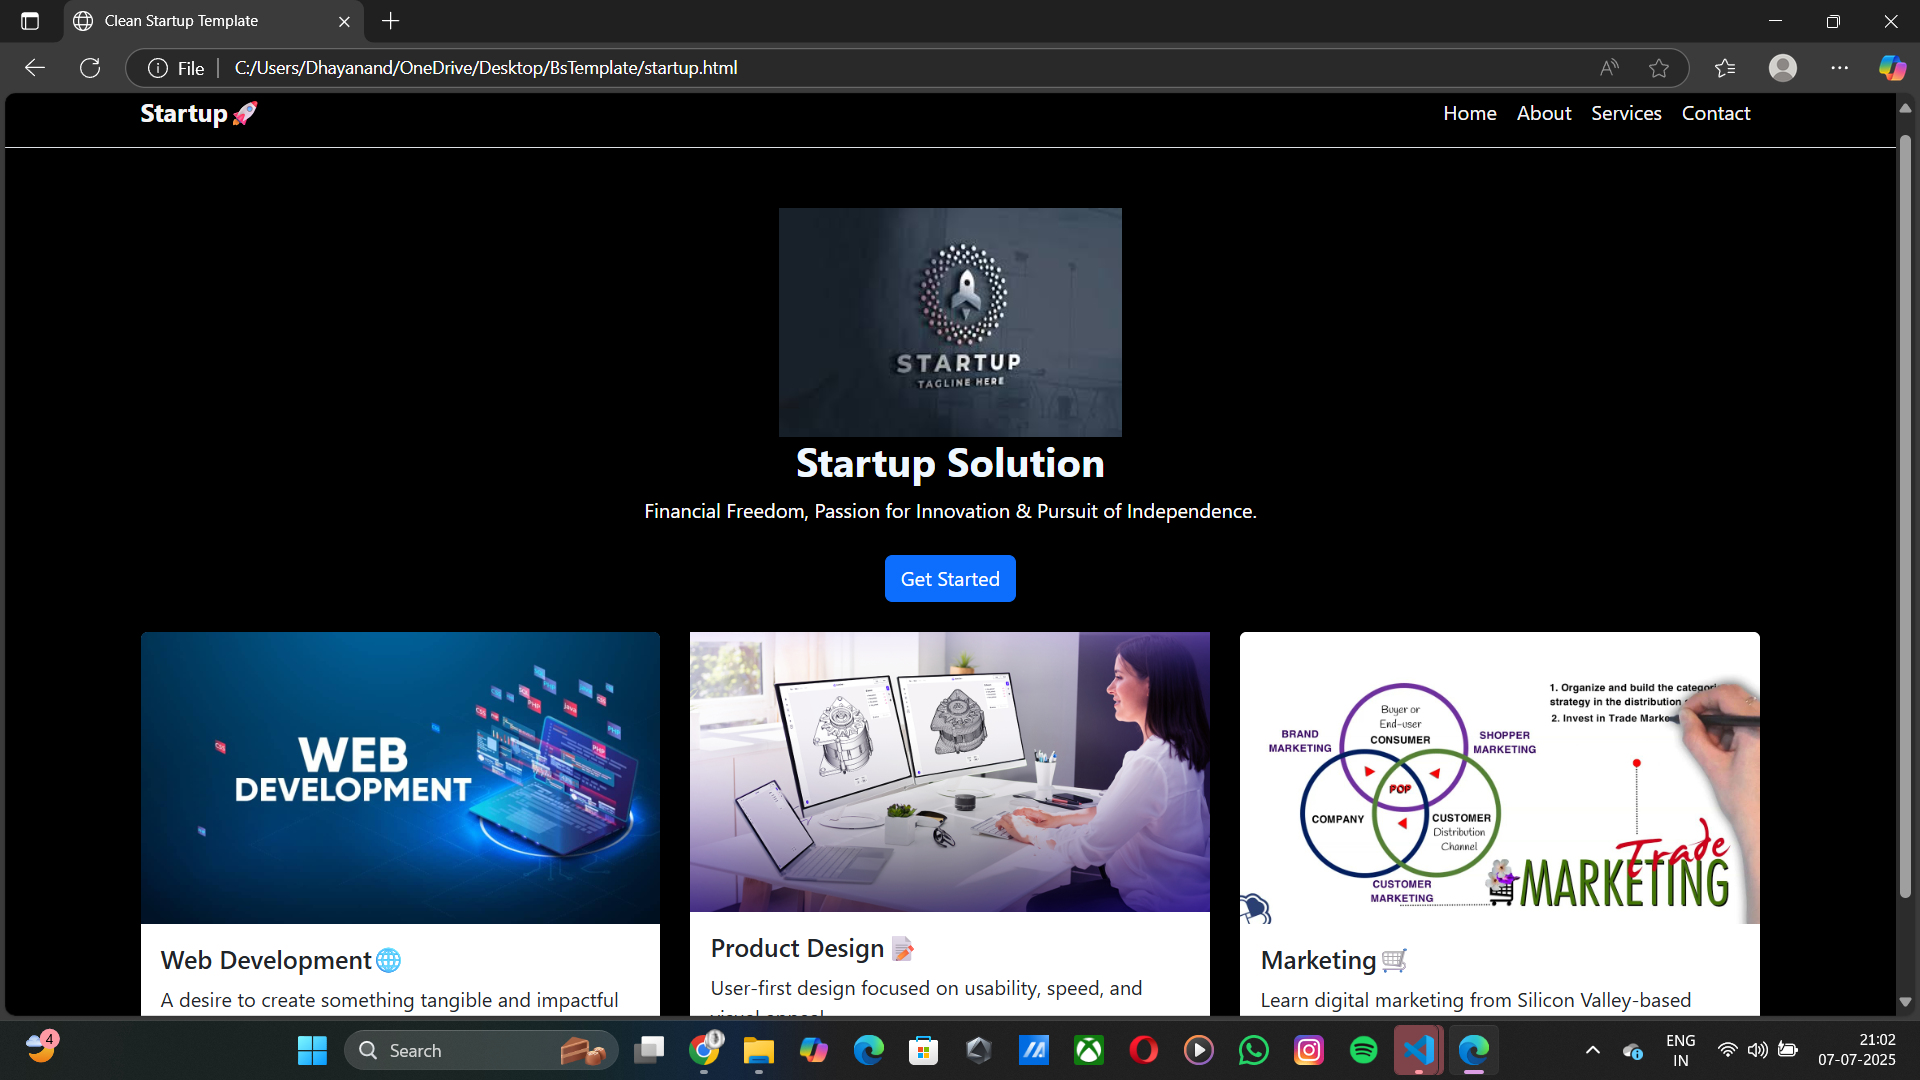 Clean Startup Template
File
C:/Users/Dhayanand/OneDrive/Desktop/BsTemplate/startup.html
Startup🚀
Home About Services Contact
STARTUP
TAGLINE HERE
Startup Solution
Financial Freedom, Passion for Innovation & Pursuit of Independence.
Get Started
WEB
DEVELOPMENT
PHP
1. Organize and build the categor
strategy in the distribution
2. Invest in Trade Marke
Buyer or
End-user
CONSUMER
BRAND
MARKETING
SHOPPER
MARKETING
POP
COMPANY
CUSTOMER
Distribution
Channel
CUSTOMER
MARKETING
Trade
MARKETING
Web Development🌐
A desire to create something tangible and impactful
Product Design 📝
User-first design focused on usability, speed, and
Marketing🛒
Learn digital marketing from Silicon Valley-based
4
Search
ENG
IN
21:02
07-07-2025